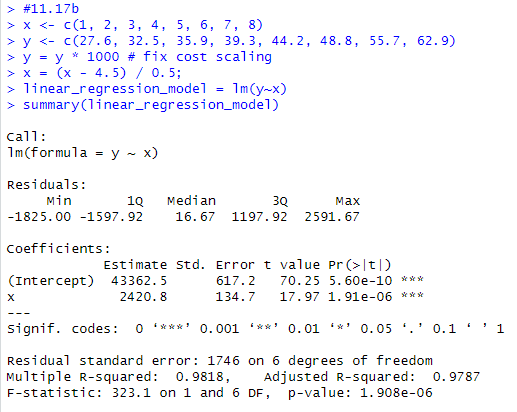 > #11.17b
> x <- c(1, 2, 3, 4, 5, 6, 7, 8)
> y <- c(27.6, 32.5, 35.9, 39.3, 44.2, 48.8, 55.7, 62.9)
> y = y * 1000 # fix cost scaling
> x = (x - 4.5) / 0.5;
> linear_regression_model = lm(y~x)
> summary(linear_regression_model)

Call:
lm(formula = y ~ x)

Residuals:
     Min       1Q   Median       3Q      Max
-1825.00 -1597.92    16.67  1197.92  2591.67

Coefficients:
            Estimate Std. Error t value Pr(>|t|)
(Intercept)  43362.5      617.2   70.25 5.60e-10 ***
x             2420.8      134.7   17.97 1.91e-06 ***
---
Signif. codes:  0 ‘***’ 0.001 ‘**’ 0.01 ‘*’ 0.05 ‘.’ 0.1 ‘ ’ 1

Residual standard error: 1746 on 6 degrees of freedom
Multiple R-squared:  0.9818,    Adjusted R-squared:  0.9787
F-statistic: 323.1 on 1 and 6 DF,  p-value: 1.908e-06